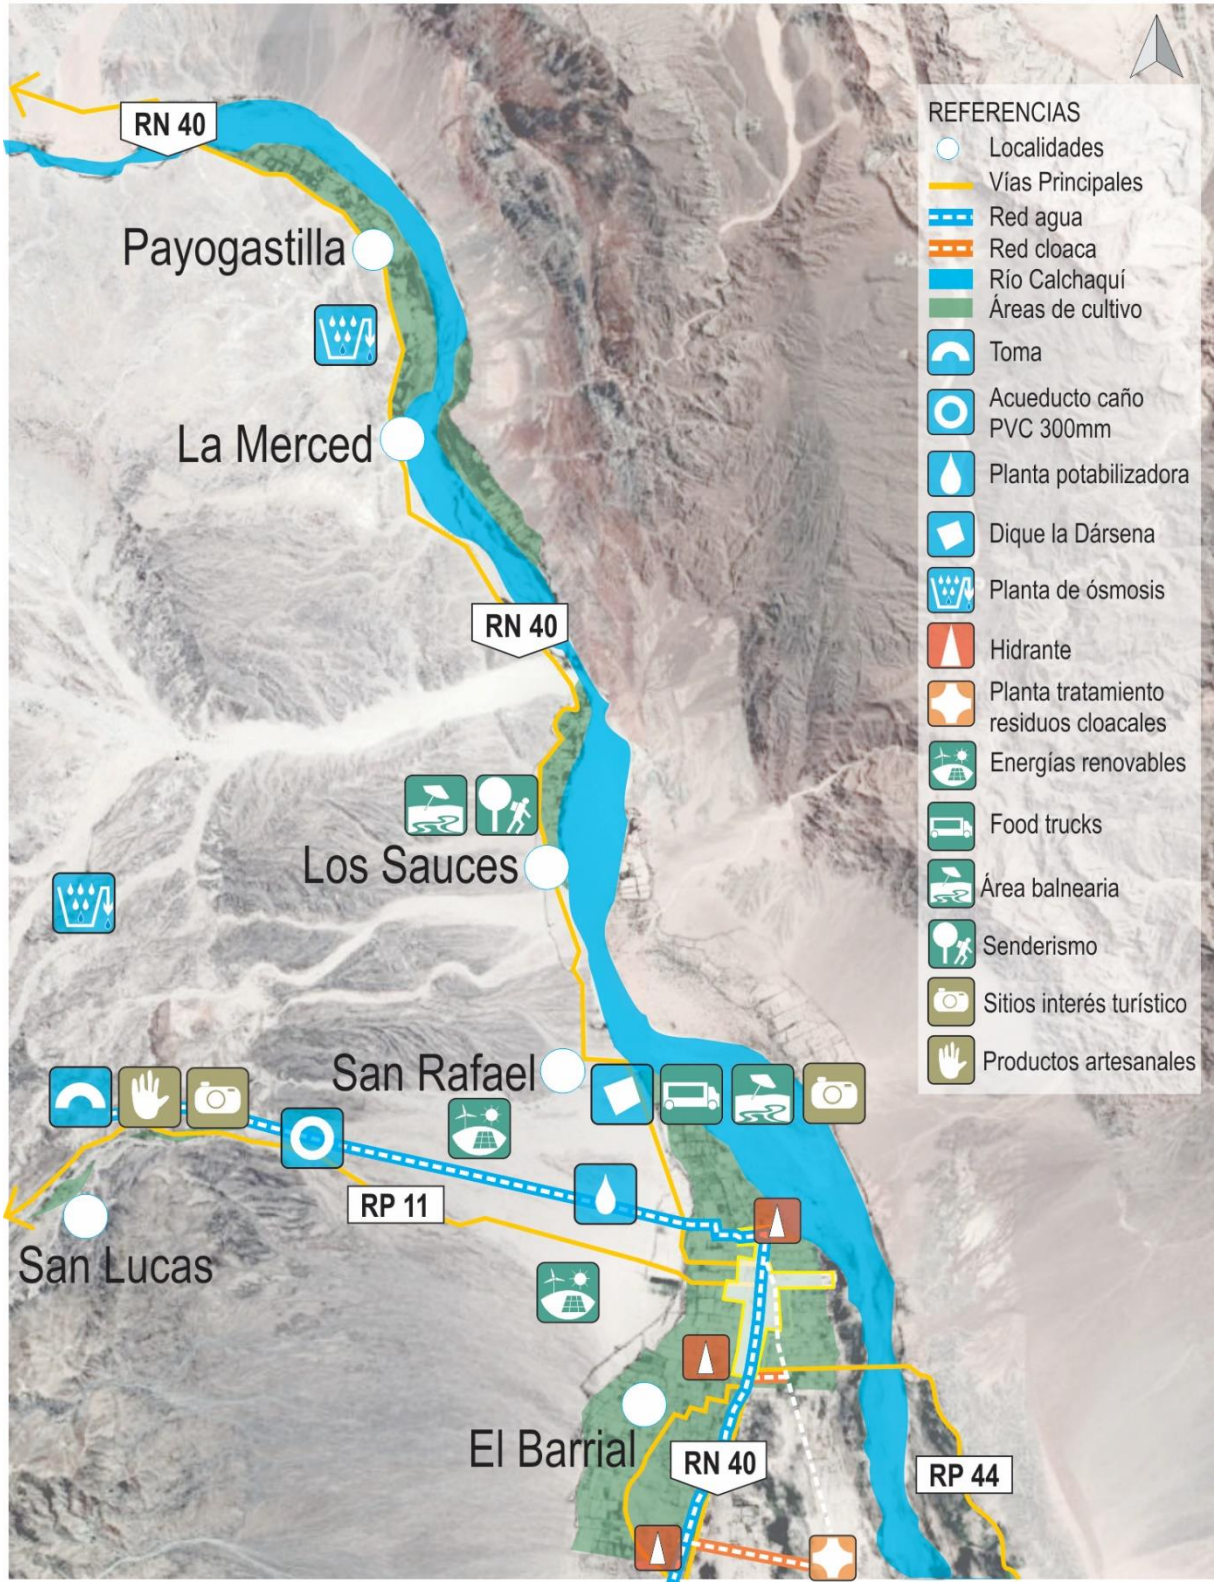 RN 40
REFERENCIAS
Localidades
Vías Principales
Red agua
Red cloaca
Río Calchaquí
Áreas de cultivo
Toma
Acueducto caño
PVC 300mm
Planta potabilizadora
Dique la Dársena
Planta de ósmosis
Hidrante
Planta tratamiento
residuos cloacales
Energías renovables
Food trucks
Área balnearia
Senderismo
Sitios interés turístico
Productos artesanales
Payogastilla
La Merced
RN 40
Los Sauces
San Rafael
RP 11
San Lucas
El Barrial
RN 40
RP 44